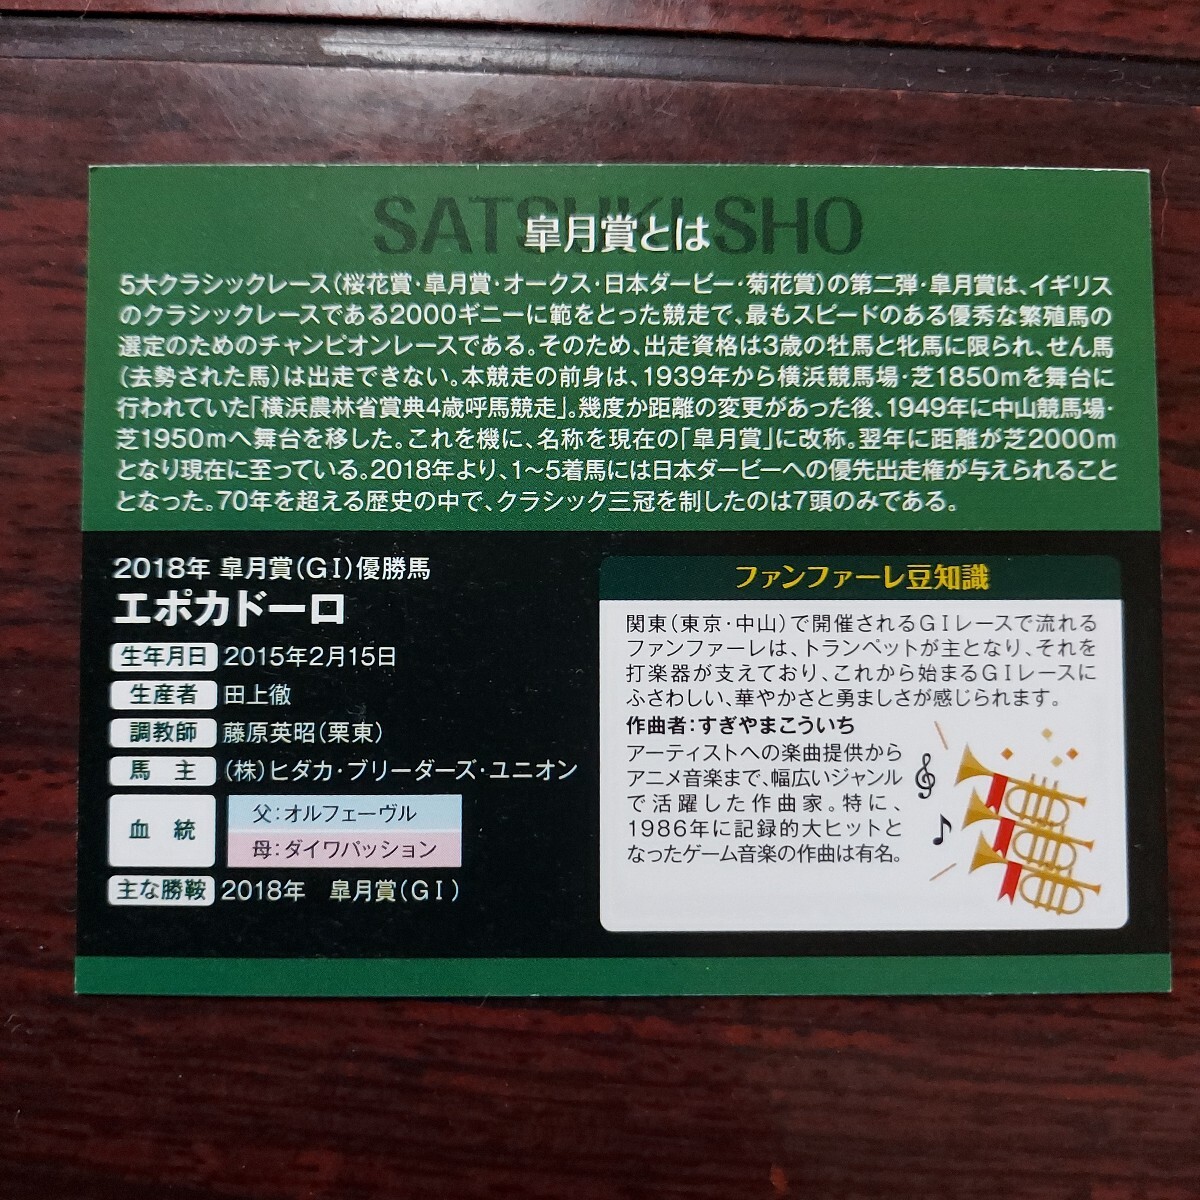 SATSUKI SHO
皐月賞とは
5大クラシックレース(桜花賞・皐月賞・オークス・日本ダービー・菊花賞)の第二弾・皐月賞は、イギリス
のクラシックレースである2000ギニーに範をとった競走で、最もスピードのある優秀な繁殖馬の
選定のためのチャンピオンレースである。そのため、出走資格は3歳の牡馬と牝馬に限られ、せん馬
(去勢された馬)は出走できない。本競走の前身は、1939年から横浜競馬場・芝1850mを舞台に
行われていた「横浜農林省賞典4歳呼馬競走」。幾度か距離の変更があった後、1949年に中山競馬場・
芝1950mへ舞台を移した。これを機に、名称を現在の「皐月賞」に改称。翌年に距離が芝2000m
となり現在に至っている。2018年より、1～5着馬には日本ダービーへの優先出走権が与えられること
となった。70年を超える歴史の中で、クラシック三冠を制したのは7頭のみである。
2018年 皐月賞(GI)優勝馬
エポカドーロ
生年月日 2015年2月15日
生産者 田上徹
調教師 藤原英昭(栗東)
馬主 (株)ヒダカ・ブリーダーズ・ユニオン
血統 父:オルフェーヴル
母:ダイワパッション
主な勝鞍 2018年 皐月賞(GI)
ファンファーレ豆知識
関東(東京・中山)で開催されるGIレースで流れる
ファンファーレは、トランペットが主となり、それを
打楽器が支えており、これから始まるGIレースに
ふさわしい、華やかさと勇ましさが感じられます。
作曲者:すぎやまこういち
アーティストへの楽曲提供から
アニメ音楽まで、幅広いジャンル
で活躍した作曲家。特に、
1986年に記録的大ヒットと
なったゲーム音楽の作曲は有名。